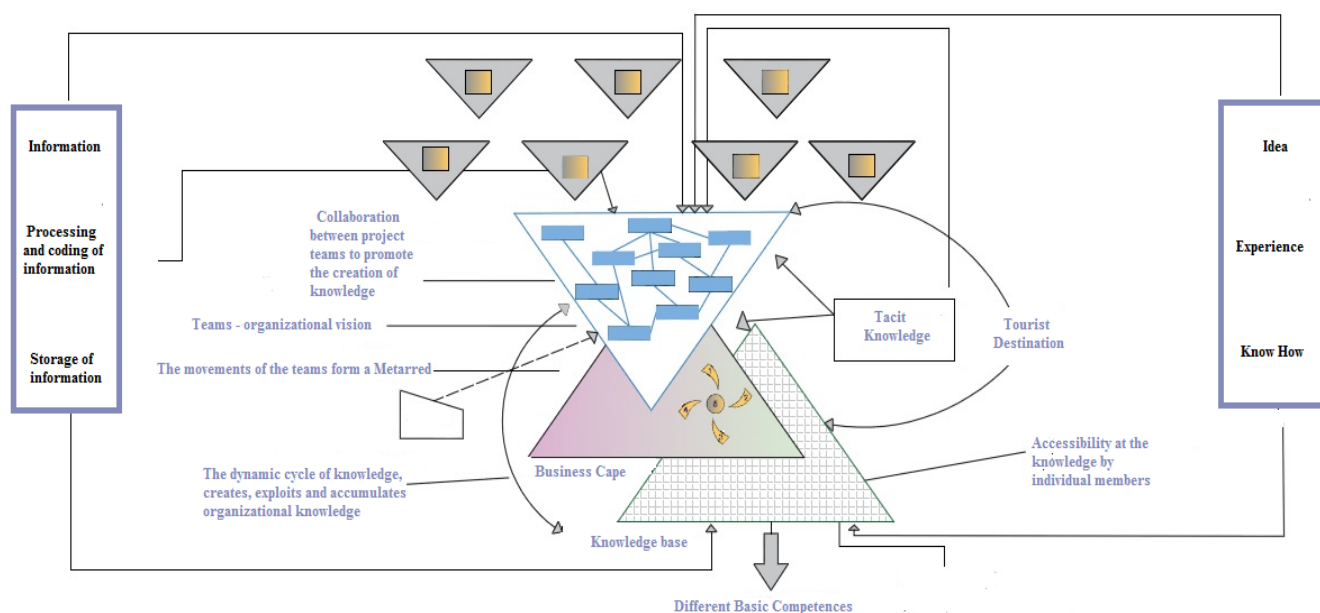 Information
Processing
and coding of
information
Storage of
information
Collaboration
between project
teams to promote
the creation of
knowledge
Teams - organizational vision
The movements of the teams form a Metarred
The dynamic cycle of knowledge,
creates, exploits and accumulates
organizational knowledge
Business Cape
Knowledge base
Different Basic Competences
Tacit
Knowledge
Tourist
Destination
Accessibility at the
knowledge by
individual members
Idea
Experience
Know How